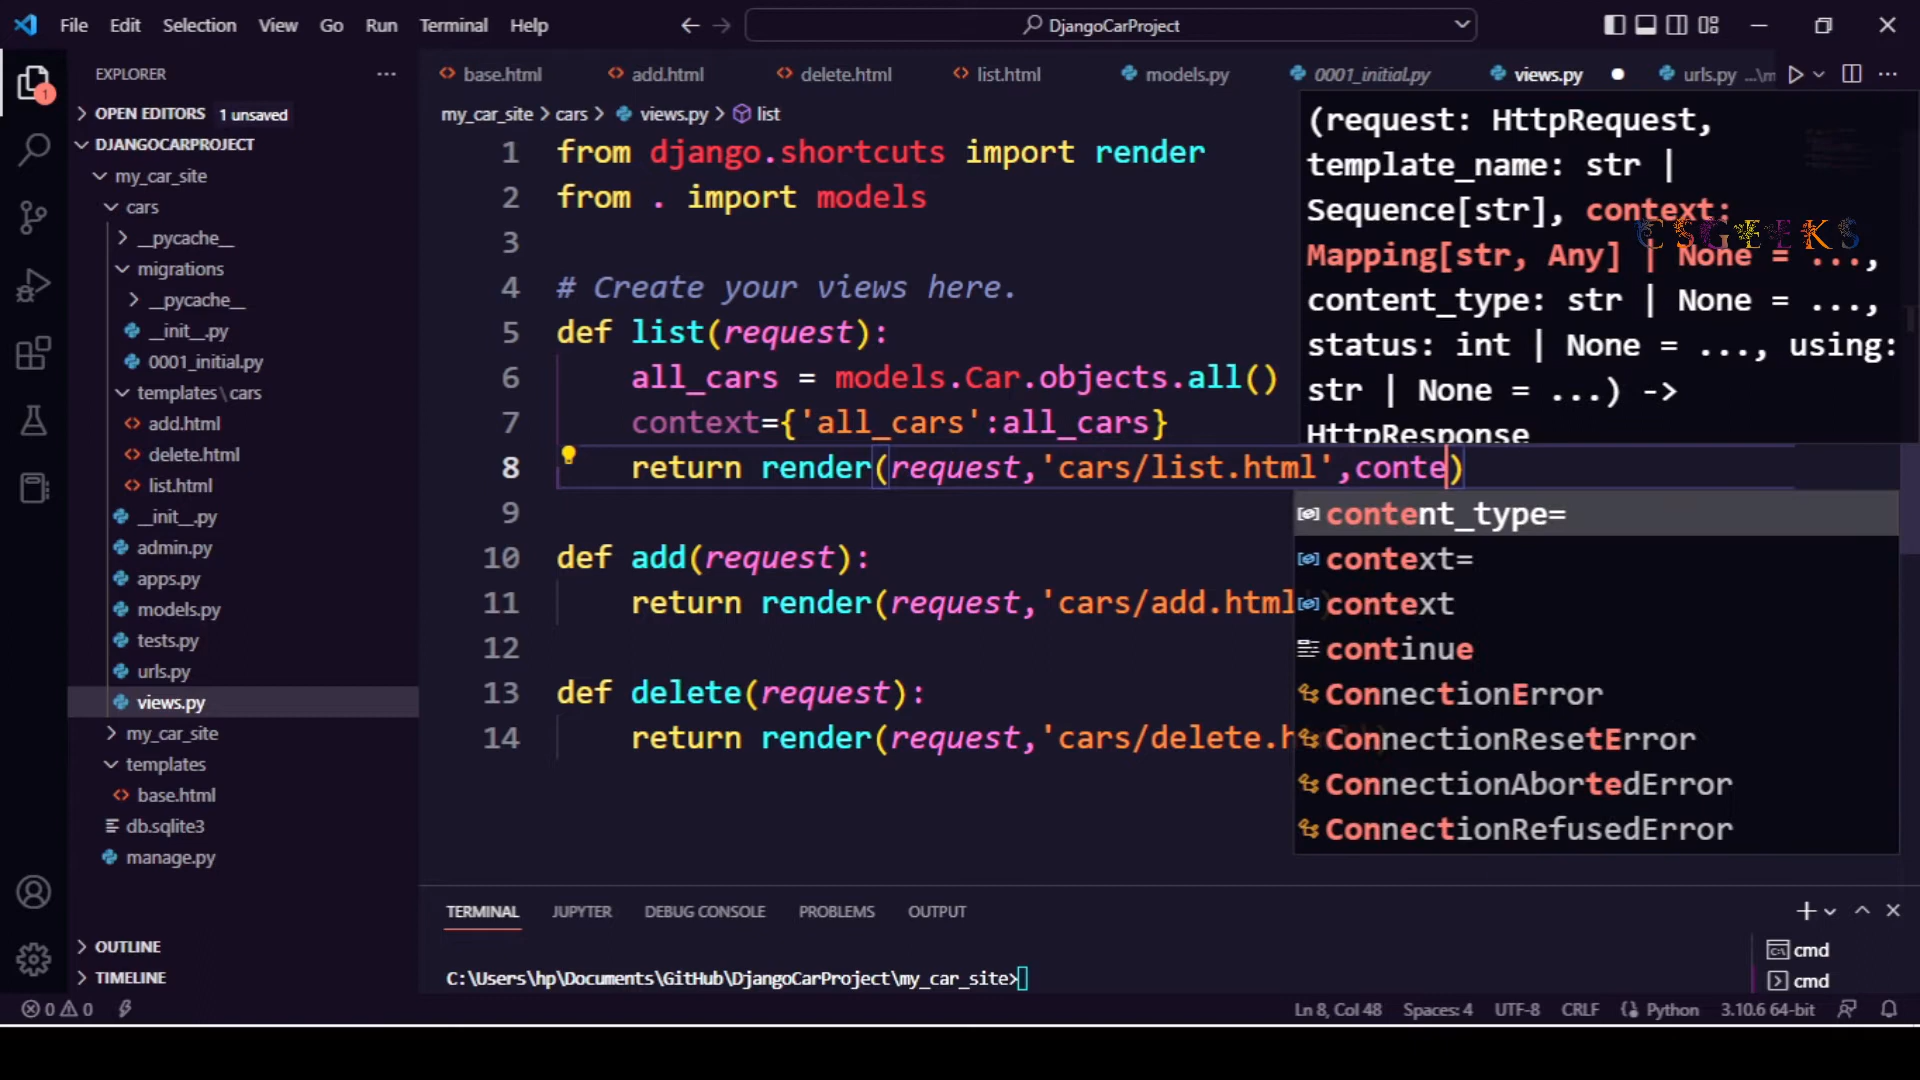 File Edit Selection View Go Run Terminal Help
DjangoCarProject
EXPLORER
OPEN EDITORS 1 unsaved
DJANGOCARPROJECT
my_car_site
cars
__pycache__
migrations
__pycache__
__init__.py
0001_initial.py
templates\cars
add.html
delete.html
list.html
__init__.py
admin.py
apps.py
models.py
tests.py
urls.py
views.py
my_car_site
templates
base.html
db.sqlite3
manage.py
OUTLINE
TIMELINE
base.html add.html delete.html list.html models.py 0001_initial.py views.py urls.py ...\m
my_car_site > cars > views.py > list
1 from django.shortcuts import render
2 from . import models
3
4 # Create your views here.
5 def list(request):
6 all_cars = models.Car.objects.all()
7 context={'all_cars':all_cars}
8 return render(request,'cars/list.html',conte)
9
10 def add(request):
11 return render(request,'cars/add.html
12
13 def delete(request):
14 return render(request,'cars/delete.h
(request: HttpRequest,
template_name: str |
Sequence[str], context:
Mapping[str, Any] | None = ...,
content_type: str | None = ...,
status: int | None = ..., using:
str | None = ...) ->
HttpResponse
CSGEEKS
content_type=
context=
context
continue
ConnectionError
ConnectionResetError
ConnectionAbortedError
ConnectionRefusedError
TERMINAL JUPYTER DEBUG CONSOLE PROBLEMS OUTPUT
C:\Users\hp\Documents\GitHub\DjangoCarProject\my_car_site>
cmd
cmd
0 0 Ln 8, Col 48 Spaces: 4 UTF-8 CRLF Python 3.10.6 64-bit
1